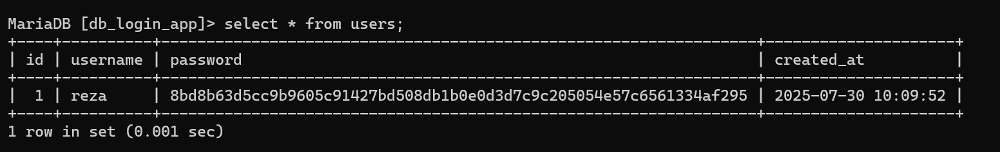 MariaDB [db_login_app]> select * from users;
+----+----------+------------------------------------------------------------------+---------------------+
| id | username | password                                                         | created_at          |
+----+----------+------------------------------------------------------------------+---------------------+
|  1 | reza     | 8bd8b63d5cc9b9605c91427bd508db1b0e0d3d7c9c205054e57c6561334af295 | 2025-07-30 10:09:52 |
+----+----------+------------------------------------------------------------------+---------------------+
1 row in set (0.001 sec)